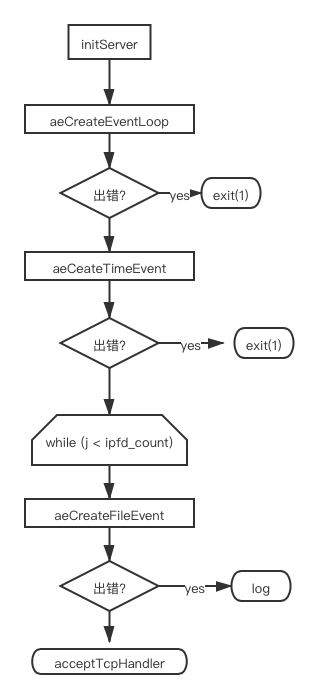 initServer
aeCreateEventLoop
出错?
yes
exit(1)
aeCeateTimeEvent
出错?
yes
exit(1)
while (j < ipfd_count)
aeCreateFileEvent
出错?
yes
log
acceptTcpHandler